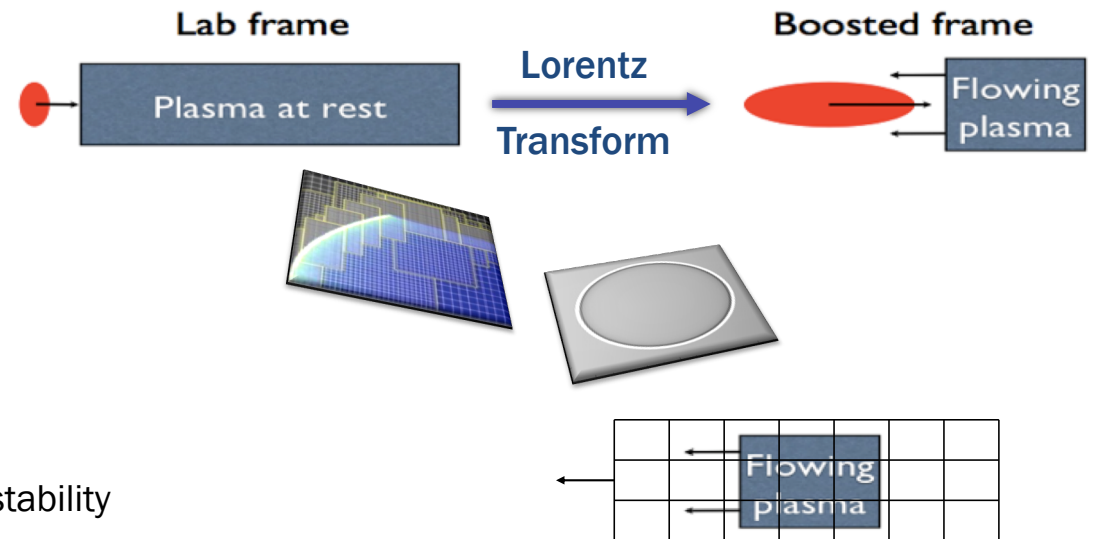 Lab frame
Boosted frame
Plasma at rest
Lorentz
Transform
Flowing
plasma
Flowing
plasma
stability